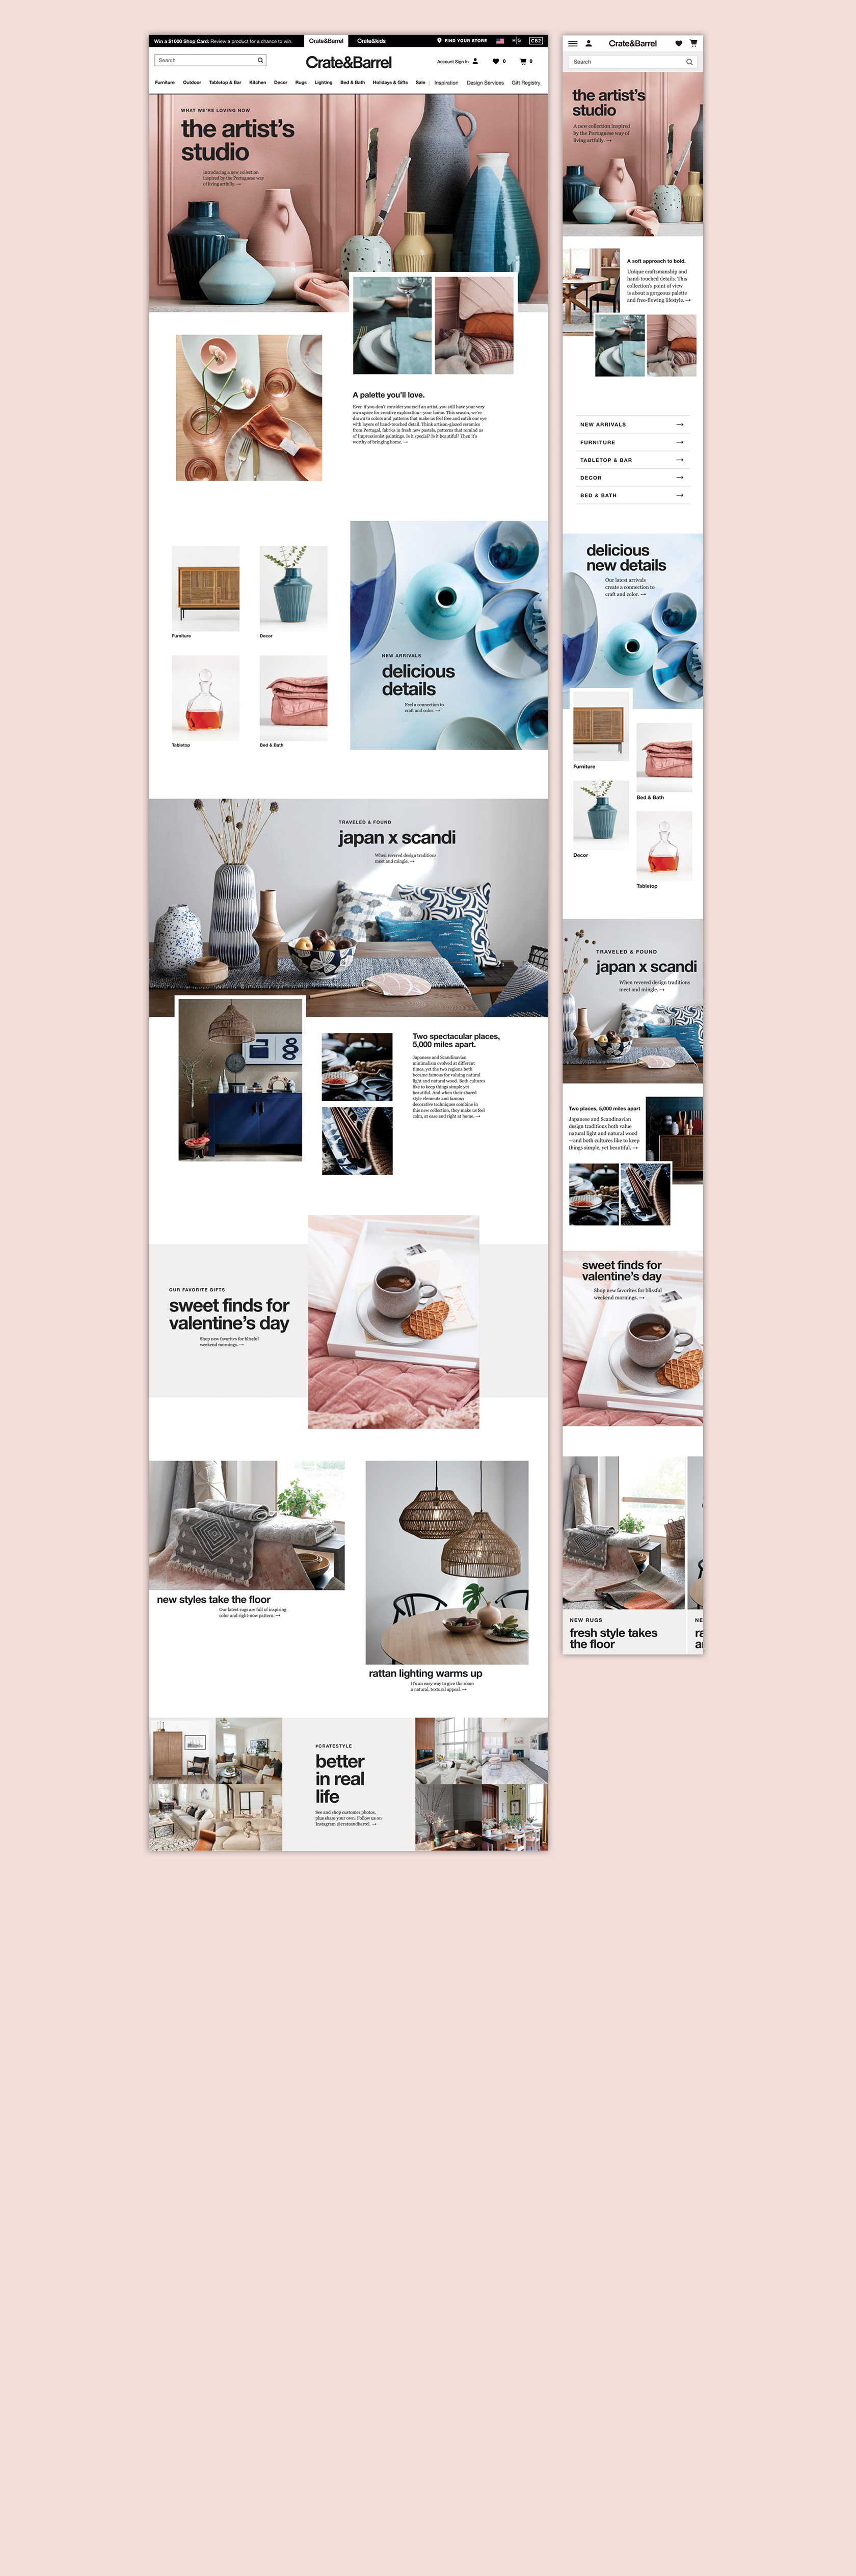 Win a $1000 Shop Card: Review a product for a chance to win.
Crate&Barrel
Crate&kids
FIND YOUR STORE
H|G
CB2
Search
Crate&Barrel
Account Sign In
0
0
Furniture Outdoor Tabletop & Bar Kitchen Decor Rugs Lighting Bed & Bath Holidays & Gifts Sale | Inspiration Design Services Gift Registry
WHAT WE'RE LOVING NOW
the artist's
studio
Introducing a new collection
inspired by the Portuguese way
of living artfully. →
A palette you'll love.
Even if you don't consider yourself an artist, you still have your very
own space for creative exploration—your home. This season, we're
drawn to colors and patterns that make us feel free and catch our eye
with layers of hand-touched detail. Think artisan-glazed ceramics
from Portugal, fabrics in fresh new pastels, patterns that remind us
of Impressionist paintings. Is it special? Is it beautiful? Then it's
worthy of bringing home. →
Furniture
Decor
Tabletop
Bed & Bath
NEW ARRIVALS
delicious
details
Feel a connection to
craft and color. →
TRAVELED & FOUND
japan x scandi
When revered design traditions
meet and mingle. →
Two spectacular places,
5,000 miles apart.
Japanese and Scandinavian
minimalism evolved at different
times, yet the two regions both
became famous for valuing natural
light and natural wood. Both cultures
like to keep things simple yet
beautiful. And when their shared
style elements and famous
decorative techniques combine in
this new collection, they make us feel
calm, at ease and right at home. →
OUR FAVORITE GIFTS
sweet finds for
valentine's day
Shop new favorites for blissful
weekend mornings. →
new styles take the floor
Our latest rugs are full of inspiring
color and right-now pattern. →
rattan lighting warms up
It's an easy way to give the room
a natural, textural appeal. →
#CRATESTYLE
better
in real
life
See and shop customer photos,
plus share your own. Follow us on
Instagram @crateandbarrel. →
Crate&Barrel
Search
the artist's
studio
A new collection inspired
by the Portuguese way of
living artfully. →
A soft approach to bold.
Unique craftsmanship and
hand-touched details. This
collection's point of view
is about a gorgeous palette
and free-flowing lifestyle. →
NEW ARRIVALS →
FURNITURE →
TABLETOP & BAR →
DECOR →
BED & BATH →
delicious
new details
Our latest arrivals
create a connection to
craft and color. →
Furniture
Bed & Bath
Decor
Tabletop
TRAVELED & FOUND
japan x scandi
When revered design traditions
meet and mingle. →
Two places, 5,000 miles apart
Japanese and Scandinavian
design traditions both value
natural light and natural wood
—and both cultures like to keep
things simple, yet beautiful. →
sweet finds for
valentine's day
Shop new favorites for blissful
weekend mornings. →
NEW RUGS
fresh style takes
the floor
NE
ra